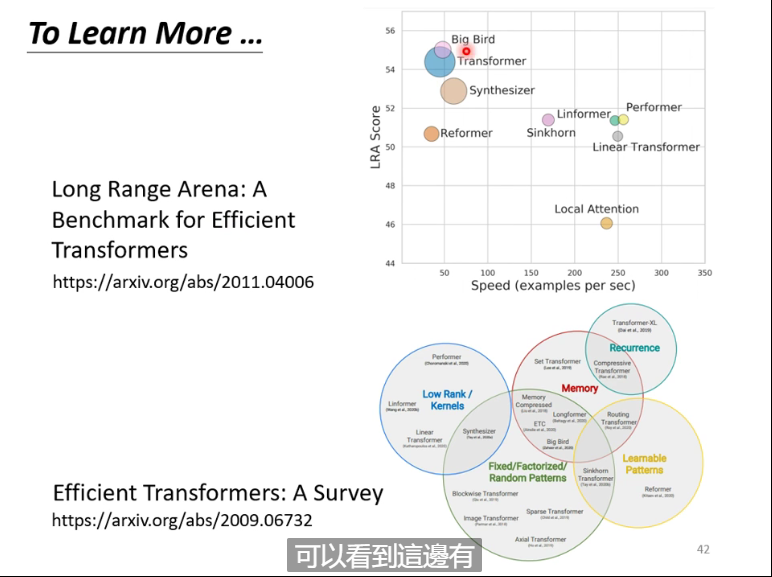 To Learn More …
56
54
52
50
48
46
44
LRA Score
Big Bird
Transformer
Synthesizer
Performer
Linformer
Sinkhorn
Reformer
Linear Transformer
Local Attention
50
100
150
200
250
300
350
Speed (examples per sec)
Long Range Arena: A
Benchmark for Efficient
Transformers
https://arxiv.org/abs/2011.04006
Transformer-XL
Recurrence
Performer
Set Transformer
Compressive
Transformer
Memory
Low Rank /
Kernels
Memory
Compressed
Linformer
Longformer
Routing
Transformer
ETC
Linear
Transformer
Synthesizer
Big Bird
Fixed/Factorized/
Random Patterns
Learnable
Patterns
Sinkhorn
Transformer
Reformer
Blockwise Transformer
Sparse Transformer
Image Transformer
Axial Transformer
Efficient Transformers: A Survey
https://arxiv.org/abs/2009.06732
42
可以看到這邊有